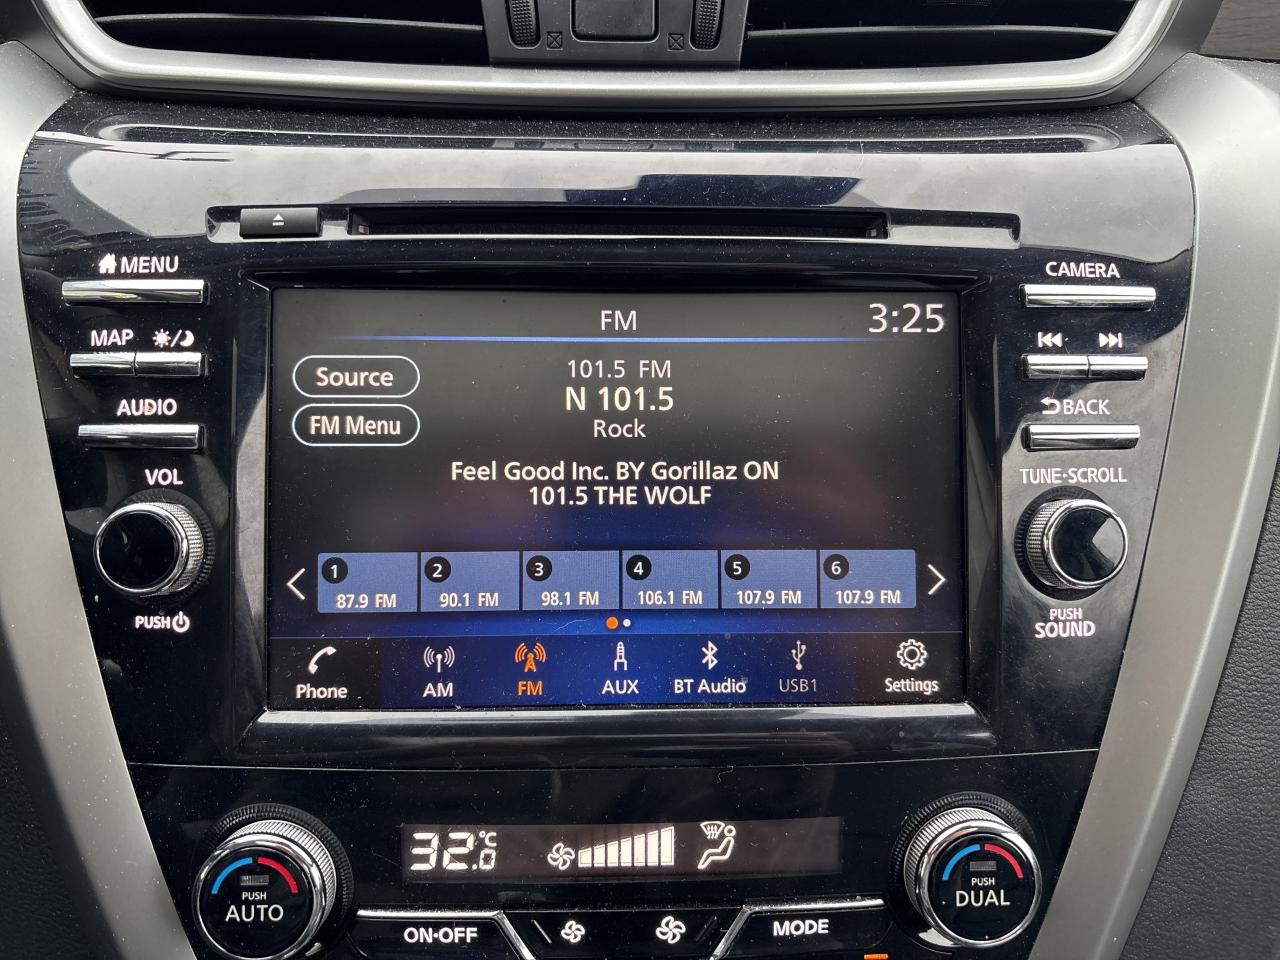 MENU
CAMERA
FM
3:25
MAP
101.5 FM
Source
N 101.5
AUDIO
BACK
FM Menu
Rock
VOL
Feel Good Inc. BY Gorillaz ON
TUNE•SCROLL
101.5 THE WOLF
1
2
3
4
5
6
87.9 FM
90.1 FM
98.1 FM
106.1 FM
107.9 FM
107.9 FM
PUSH
PUSH
SOUND
Phone
AM
FM
AUX
BT Audio
USB1
Settings
32.0 °C
PUSH
AUTO
PUSH
DUAL
ON•OFF
MODE